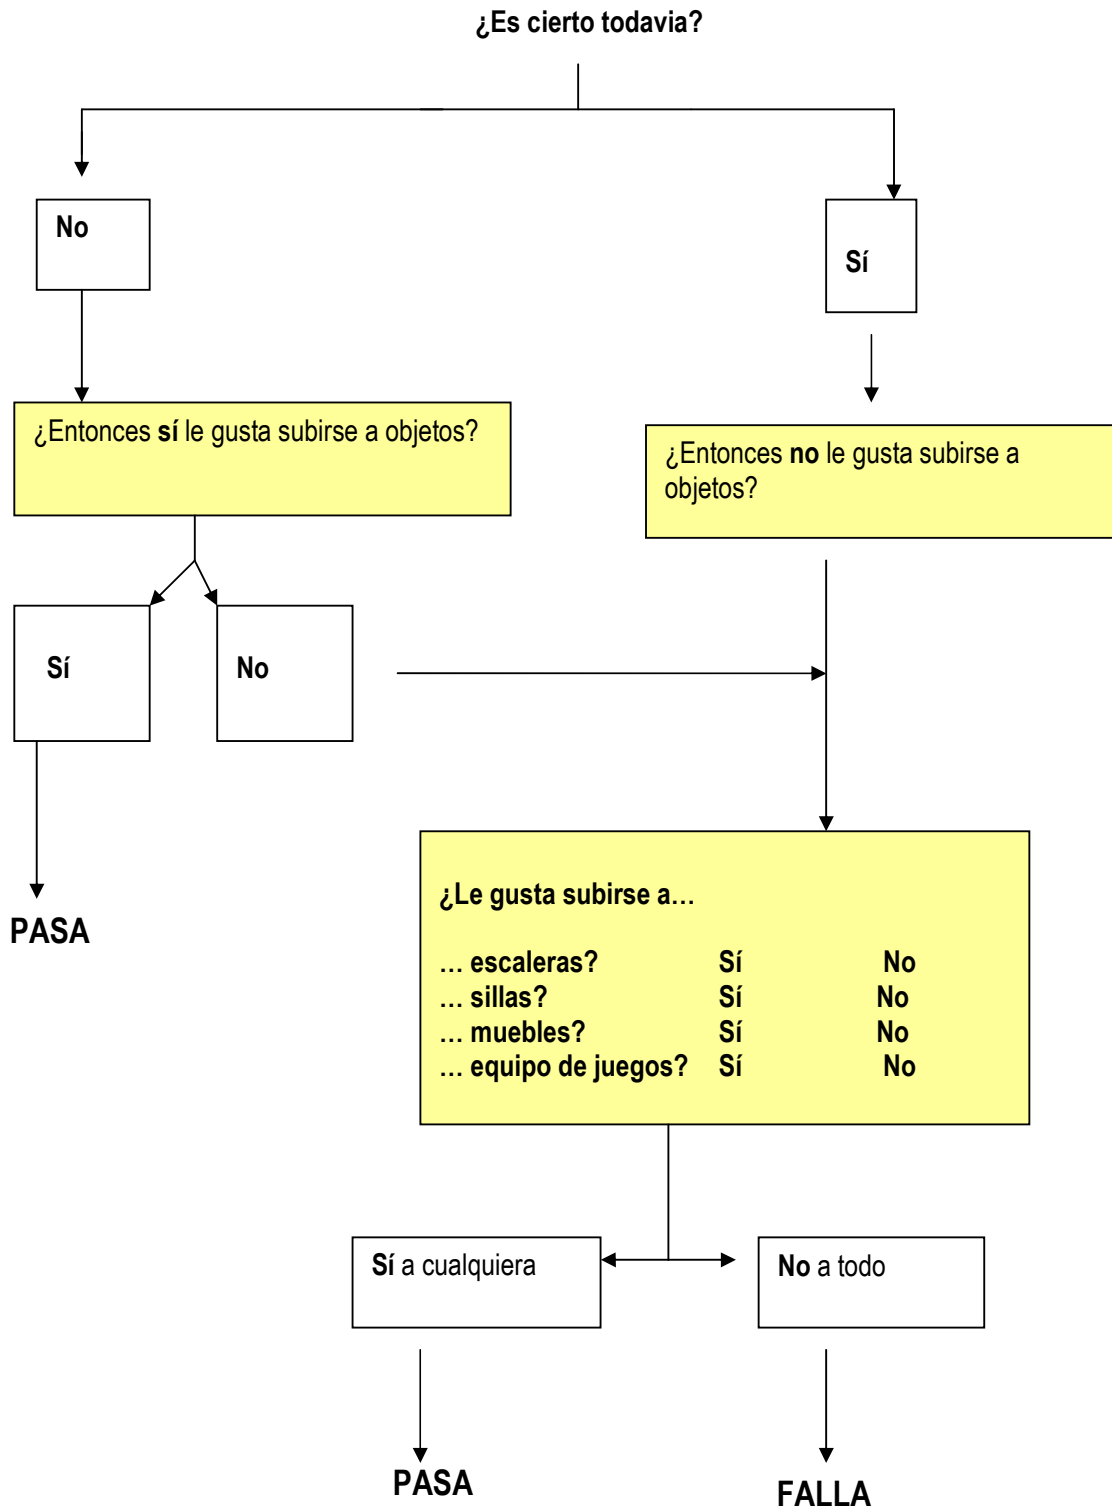 ¿Es cierto todavia?
No
Sí
¿Entonces sí le gusta subirse a objetos?
¿Entonces no le gusta subirse a
objetos?
Sí
No
PASA
¿Le gusta subirse a…
… escaleras? Sí No
… sillas? Sí No
… muebles? Sí No
… equipo de juegos? Sí No
Sí a cualquiera
No a todo
PASA
FALLA